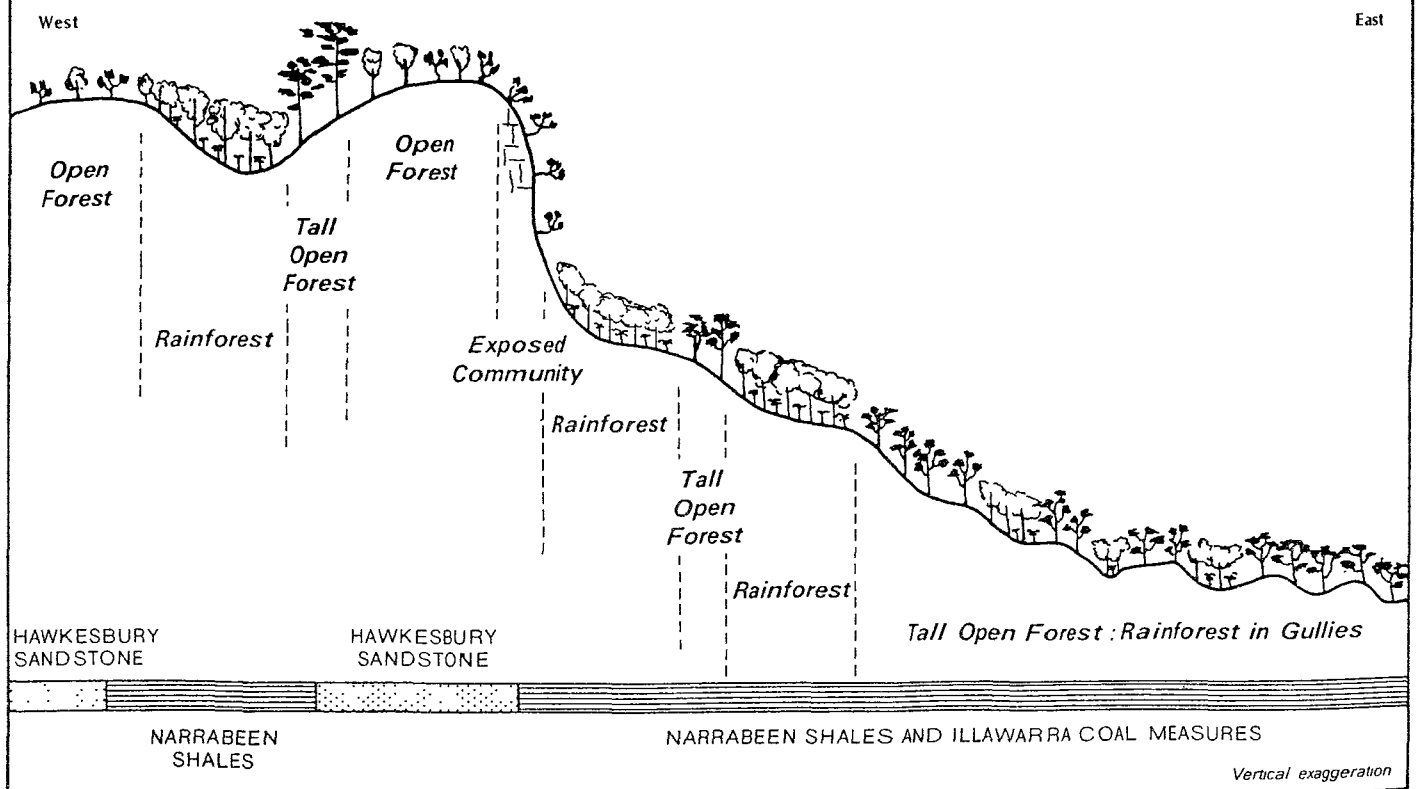 West
East
Open
Forest
Rainforest
Tall
Open
Forest
Open
Forest
Exposed
Community
Rainforest
Tall
Open
Forest
Rainforest
Tall Open Forest : Rainforest in Gullies
HAWKESBURY
SANDSTONE
HAWKESBURY
SANDSTONE
NARRABEEN
SHALES
NARRABEEN SHALES AND ILLAWARRA COAL MEASURES
Vertical exaggeration